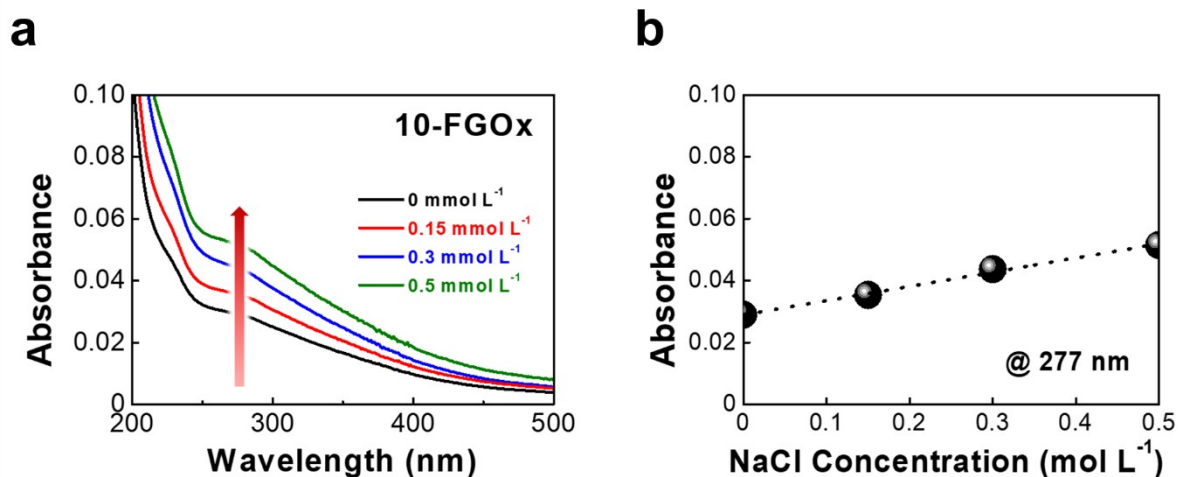 a
b
Absorbance
0.10
0.08
0.06
0.04
0.02
0
200
300
400
500
Wavelength (nm)
10-FGOx
0 mmol L⁻¹
0.15 mmol L⁻¹
0.3 mmol L⁻¹
0.5 mmol L⁻¹
Absorbance
0.10
0.08
0.06
0.04
0.02
0
0
0.1
0.2
0.3
0.4
0.5
NaCl Concentration (mol L⁻¹)
@ 277 nm